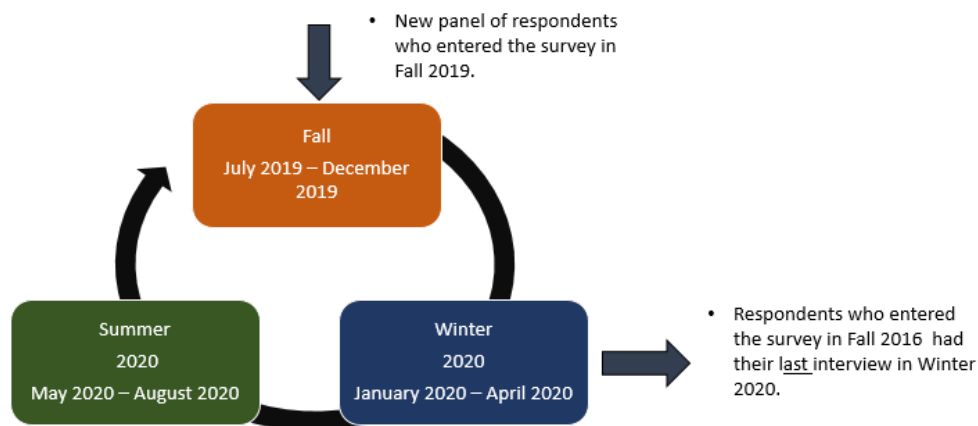 • New panel of respondents
who entered the survey in
Fall 2019.
Fall
July 2019 – December
2019
Summer
2020
May 2020 – August 2020
Winter
2020
January 2020 – April 2020
• Respondents who entered
the survey in Fall 2016 had
their last interview in Winter
2020.